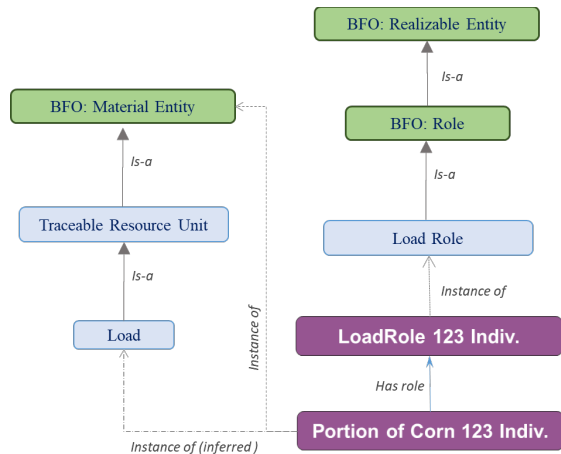 BFO: Realizable Entity
Is-a
BFO: Material Entity
BFO: Role
Is-a
Is-a
Traceable Resource Unit
Load Role
Is-a
Instance of
Load
Instance of
LoadRole 123 Indiv.
Has role
Portion of Corn 123 Indiv.
Instance of (inferred )